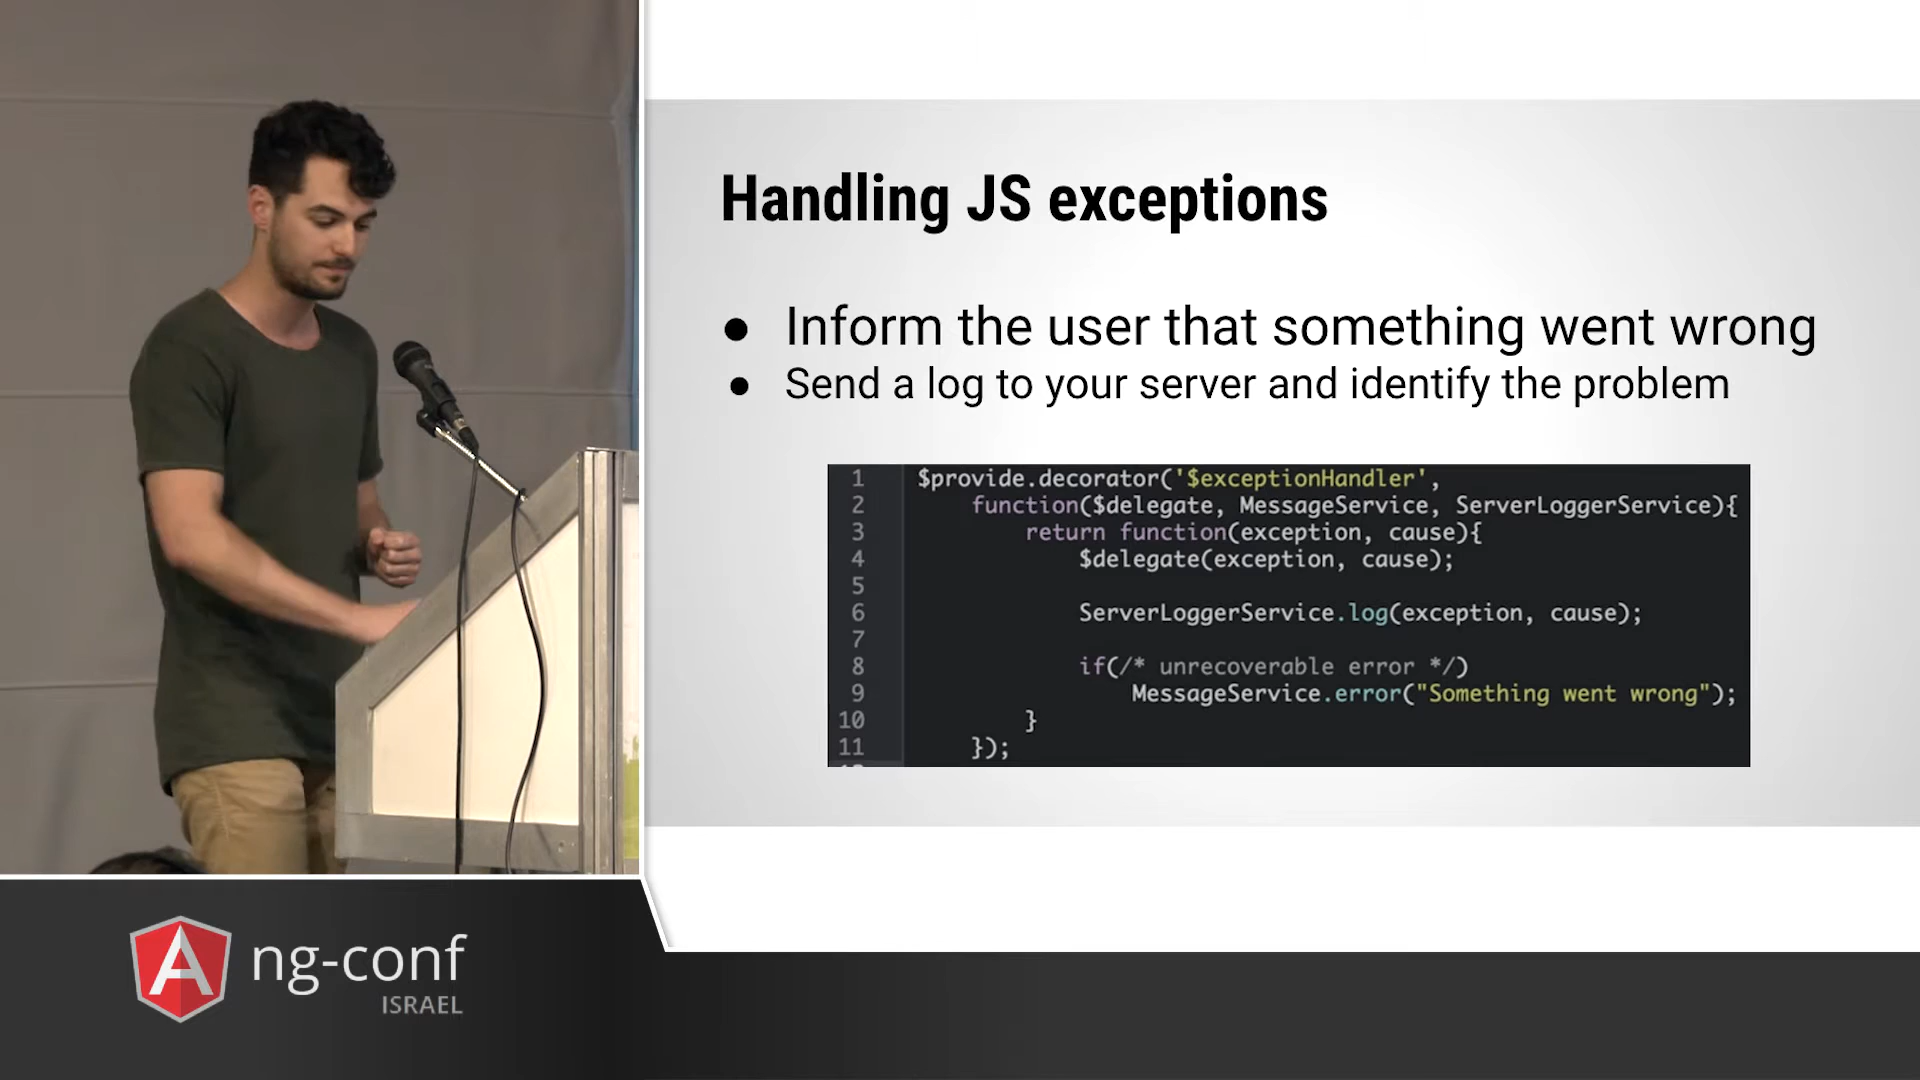 Handling JS exceptions
● Inform the user that something went wrong
● Send a log to your server and identify the problem
1 $provide.decorator('$exceptionHandler',
2 function($delegate, MessageService, ServerLoggerService){
3 return function(exception, cause){
4 $delegate(exception, cause);
5
6 ServerLoggerService.log(exception, cause);
7
8 if(/* unrecoverable error */)
9 MessageService.error("Something went wrong");
10 }
11 });
A ng-conf
ISRAEL